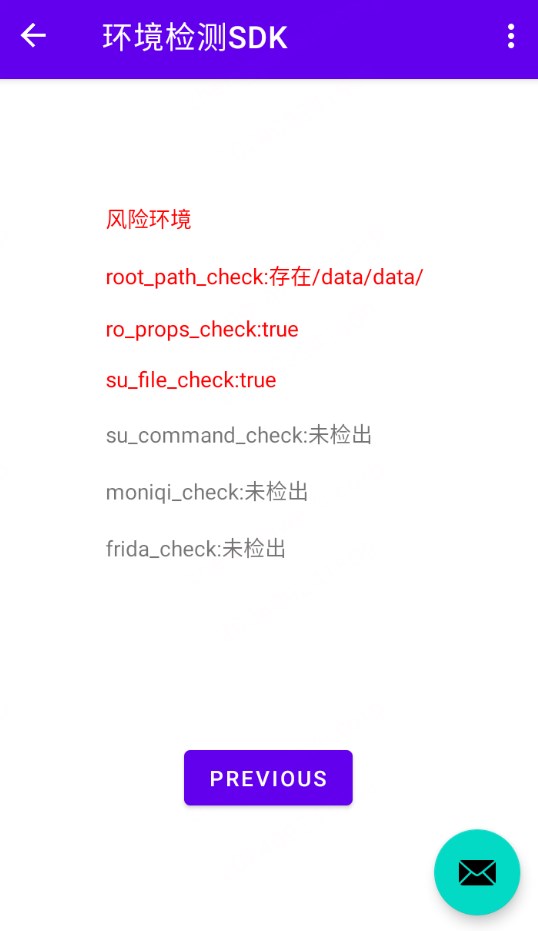 环境检测SDK
风险环境
root_path_check:存在/data/data/
ro_props_check:true
su_file_check:true
su_command_check:未检出
moniqi_check:未检出
frida_check:未检出
PREVIOUS